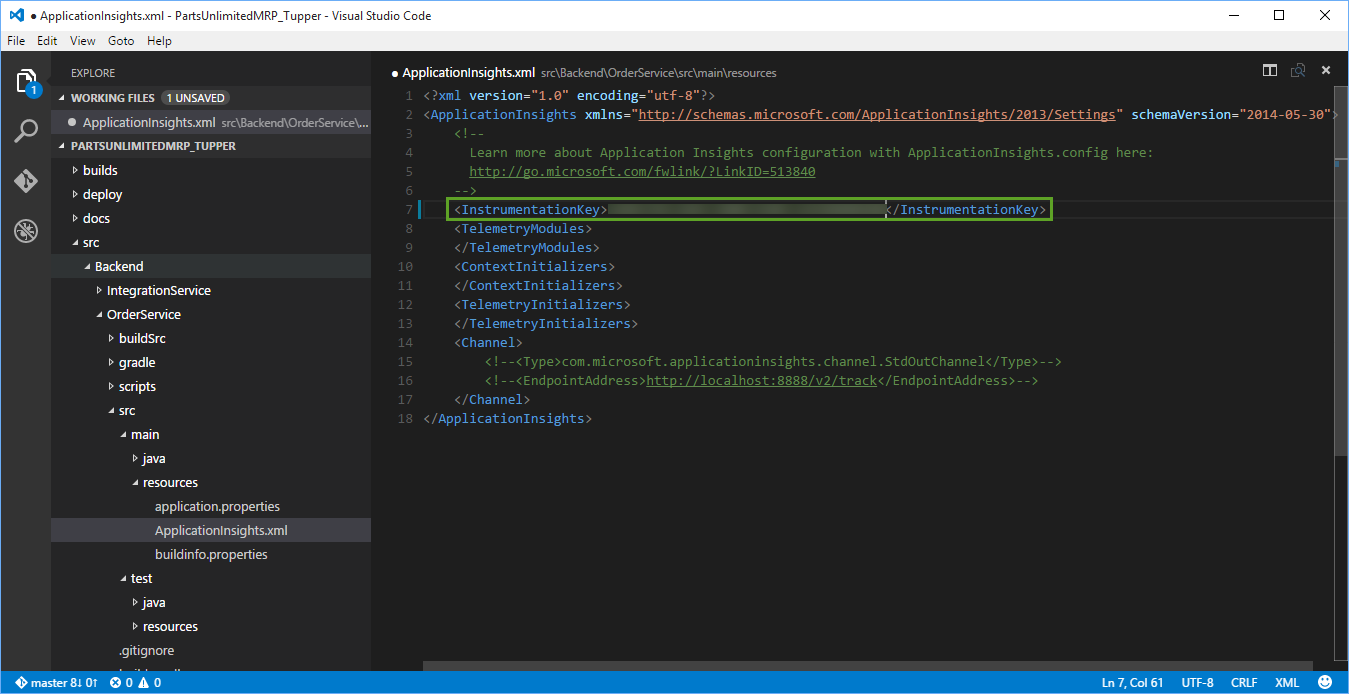 ● ApplicationInsights.xml - PartsUnlimitedMRP_Tupper - Visual Studio Code
File Edit View Goto Help
1
EXPLORE
WORKING FILES 1 UNSAVED
ApplicationInsights.xml src\Backend\OrderService\...
PARTSUNLIMITEDMRP_TUPPER
builds
deploy
docs
src
Backend
IntegrationService
OrderService
buildSrc
gradle
scripts
src
main
java
resources
application.properties
ApplicationInsights.xml
buildinfo.properties
test
java
resources
.gitignore
● ApplicationInsights.xml src\Backend\OrderService\src\main\resources
1 <?xml version="1.0" encoding="utf-8"?>
2 <ApplicationInsights xmlns="http://schemas.microsoft.com/ApplicationInsights/2013/Settings" schemaVersion="2014-05-30">
3 <!--
4 Learn more about Application Insights configuration with ApplicationInsights.config here:
5 http://go.microsoft.com/fwlink/?LinkID=513840
6 -->
7 <InstrumentationKey></InstrumentationKey>
8 <TelemetryModules>
9 </TelemetryModules>
10 <ContextInitializers>
11 </ContextInitializers>
12 <TelemetryInitializers>
13 </TelemetryInitializers>
14 <Channel>
15 <!--<Type>com.microsoft.applicationinsights.channel.StdOutChannel</Type>-->
16 <!--<EndpointAddress>http://localhost:8888/v2/track</EndpointAddress>-->
17 </Channel>
18 </ApplicationInsights>
master 8↓ 0↑ 0 0 Ln 7, Col 61 UTF-8 CRLF XML